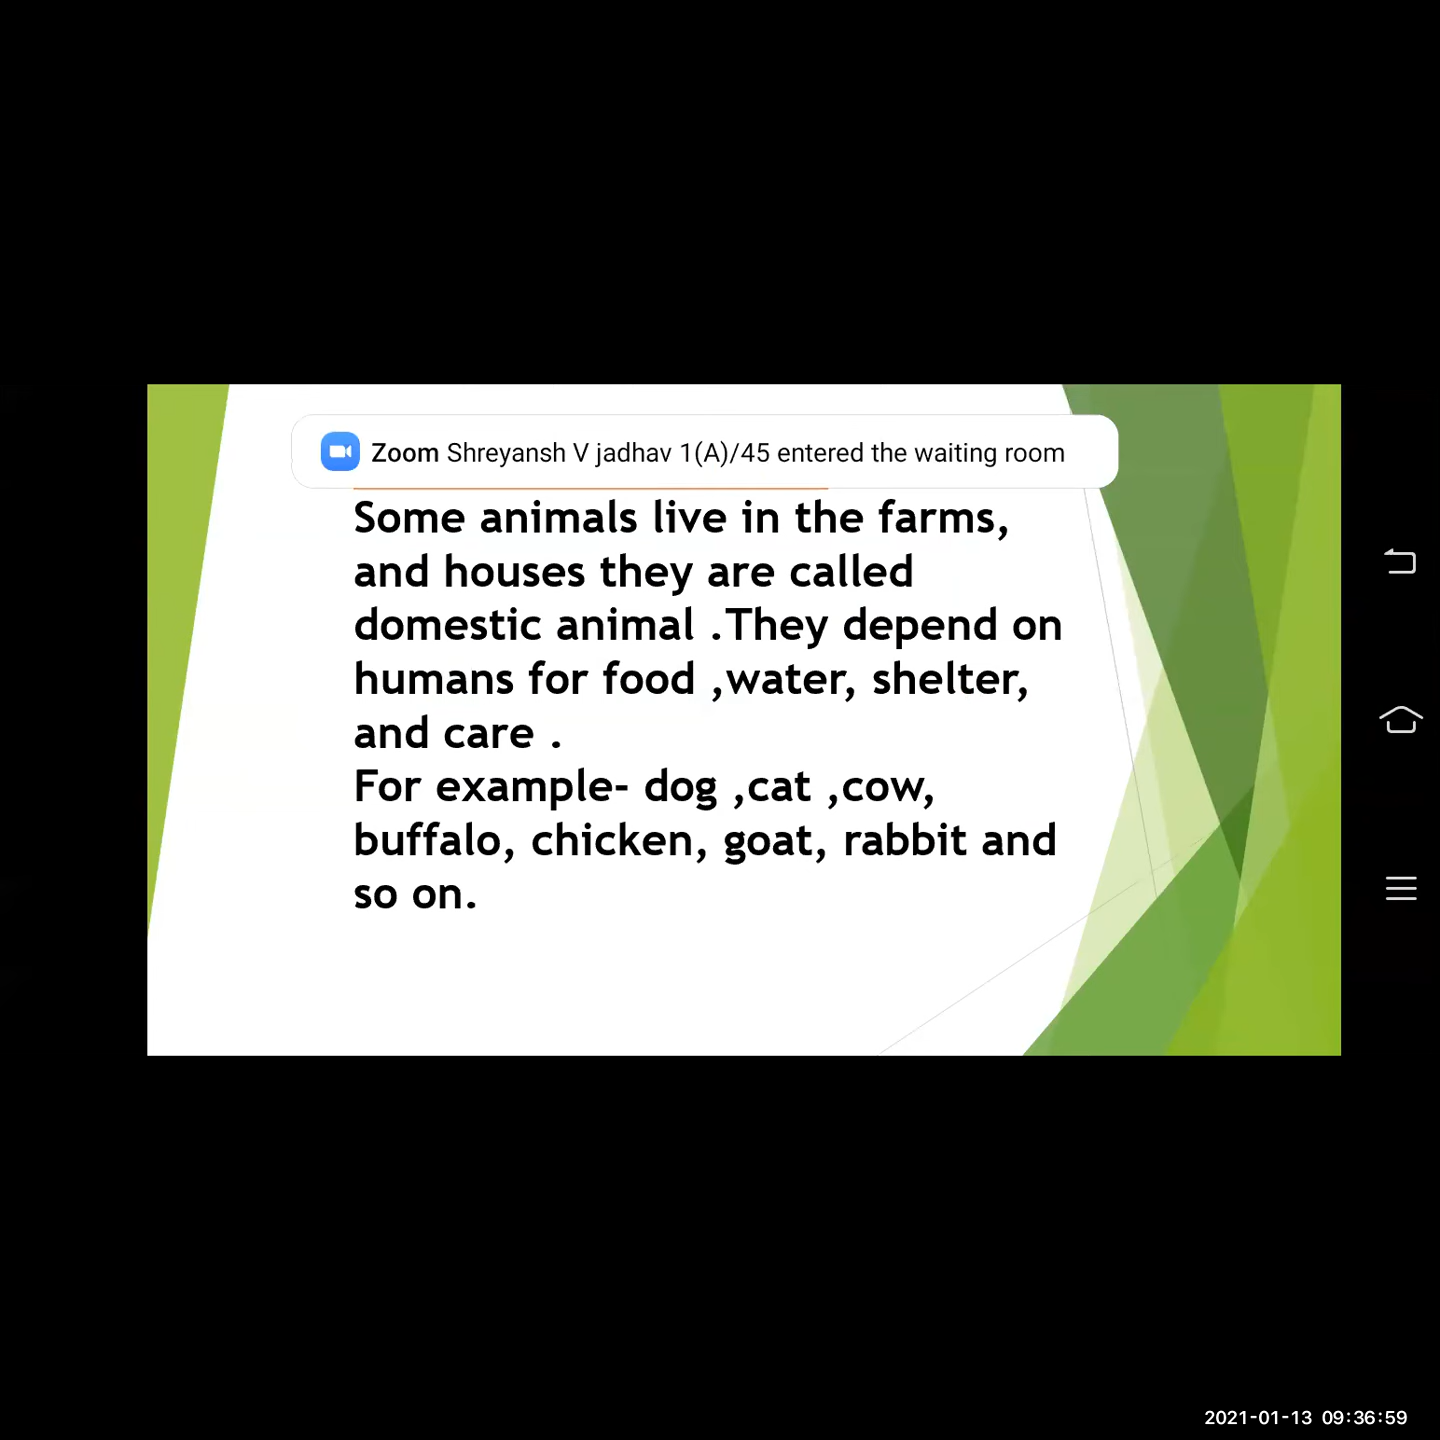 Zoom Shreyansh V jadhav 1(A)/45 entered the waiting room
Some animals live in the farms,
and houses they are called
domestic animal .They depend on
humans for food ,water, shelter,
and care .
For example- dog ,cat ,cow,
buffalo, chicken, goat, rabbit and
so on.
2021-01-13 09:36:59